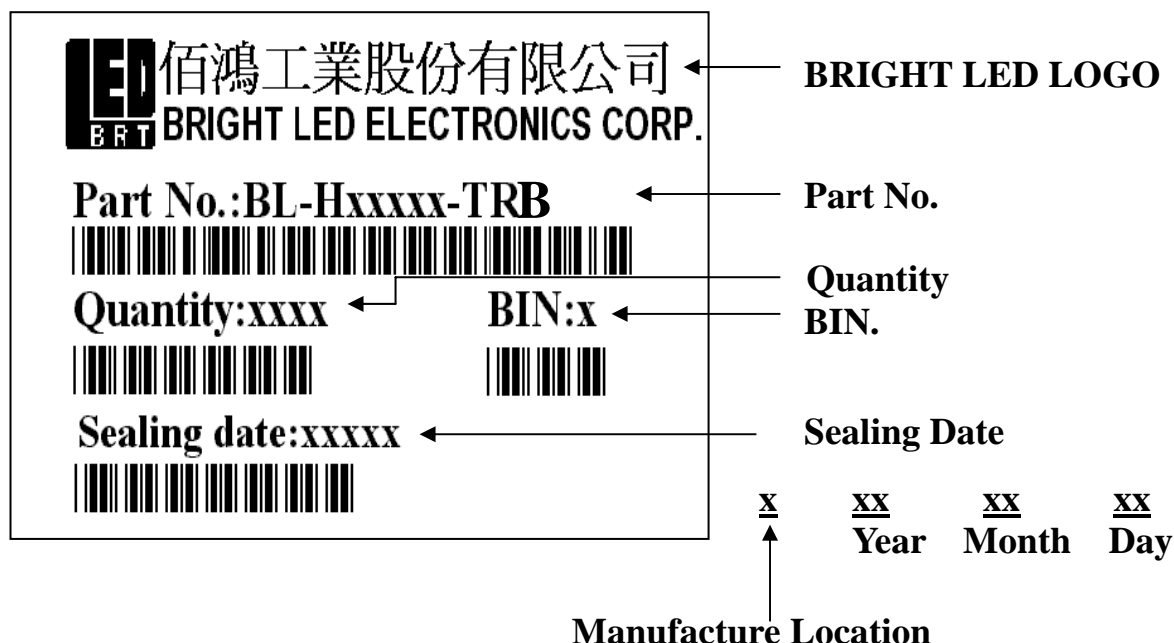 LED
BRT
佰鴻工業股份有限公司
BRIGHT LED ELECTRONICS CORP.
BRIGHT LED LOGO
Part No.:BL-Hxxxxx-TRB
Part No.
Quantity:xxxx
BIN:x
Quantity
BIN.
Sealing date:xxxxx
Sealing Date
x xx xx xx
Year Month Day
Manufacture Location